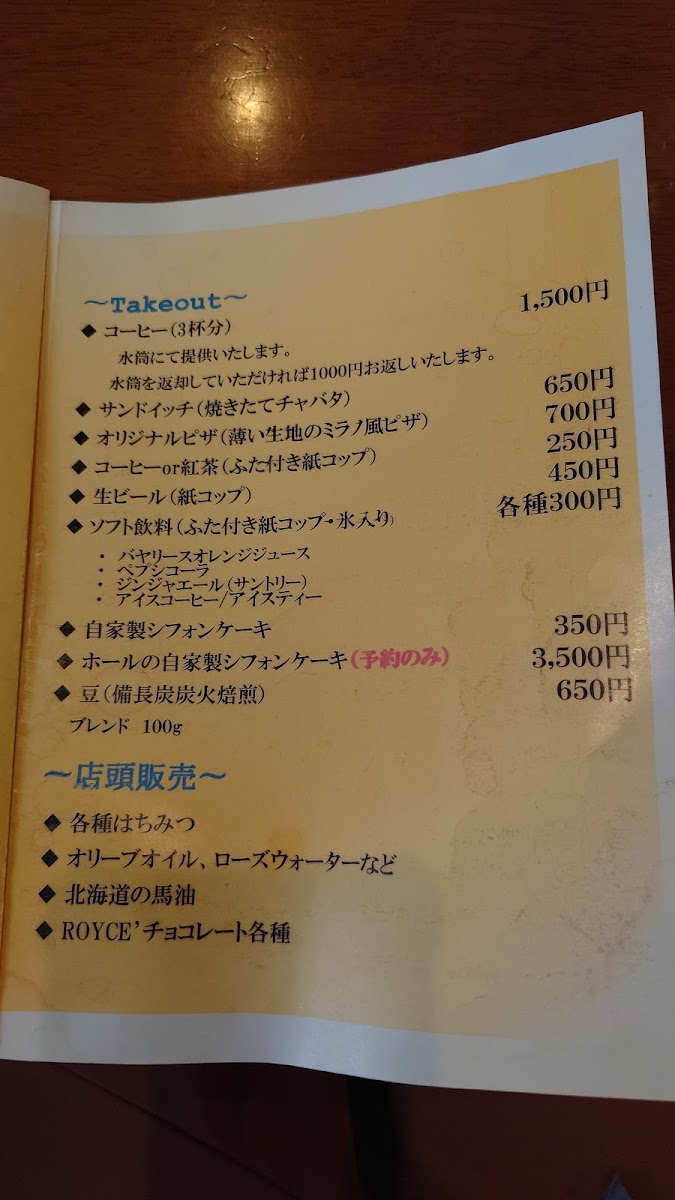 ～Takeout～
◆ コーヒー(3杯分) 1,500円
水筒にて提供いたします。
水筒を返却していただければ1000円お返しいたします。
◆ サンドイッチ(焼きたてチャバタ) 650円
◆ オリジナルピザ(薄い生地のミラノ風ピザ) 700円
◆ コーヒーor紅茶(ふた付き紙コップ) 250円
◆ 生ビール(紙コップ) 450円
◆ ソフト飲料(ふた付き紙コップ・氷入り) 各種300円
・ バヤリースオレンジジュース
・ ペプシコーラ
・ ジンジャエール(サントリー)
・ アイスコーヒー/アイスティー
◆ 自家製シフォンケーキ 350円
◆ ホールの自家製シフォンケーキ(予約のみ) 3,500円
◆ 豆(備長炭炭火焙煎) 650円
ブレンド 100g
～店頭販売～
◆ 各種はちみつ
◆ オリーブオイル、ローズウォーターなど
◆ 北海道の馬油
◆ ROYCE'チョコレート各種